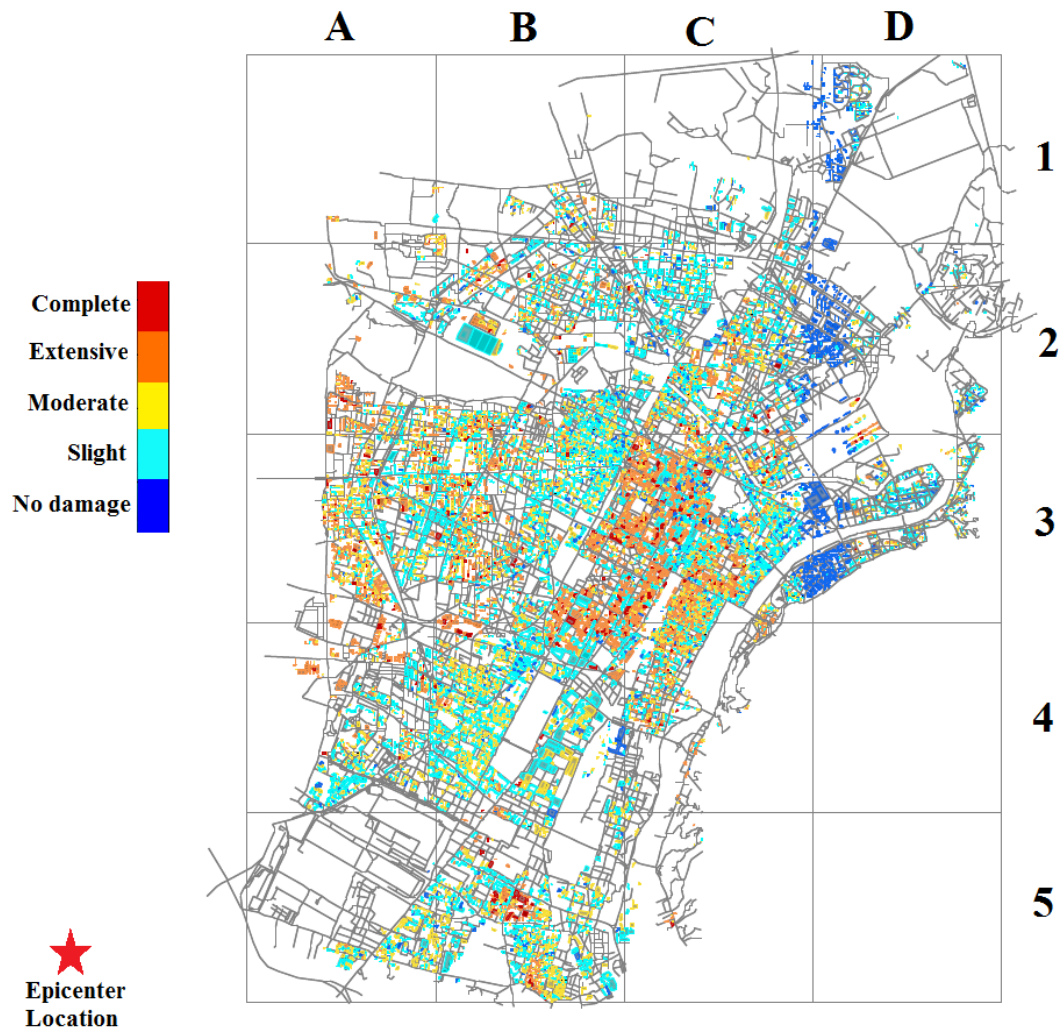 A B C D
1
2
3
4
5
Complete
Extensive
Moderate
Slight
No damage
Epicenter
Location